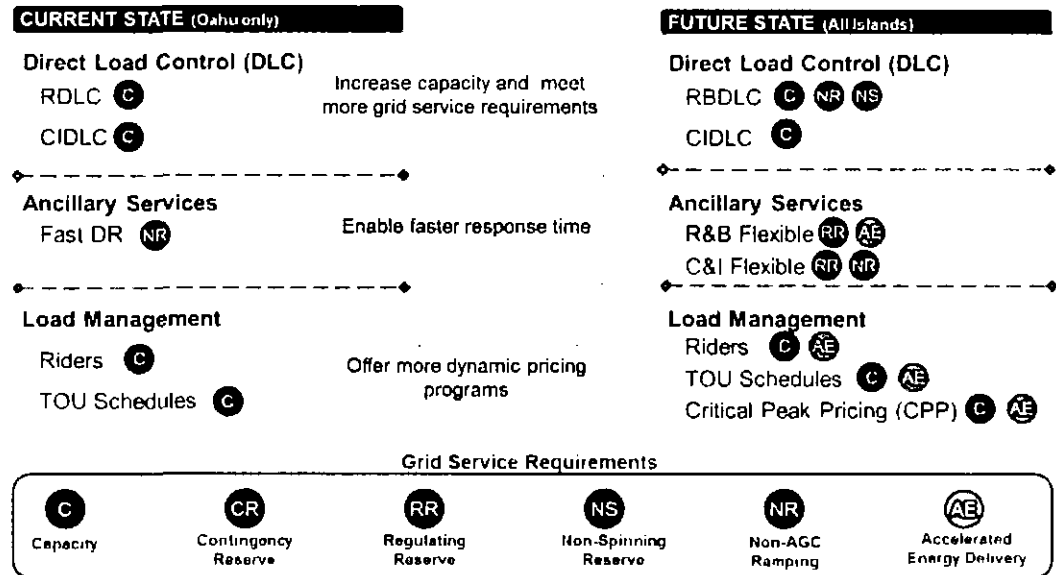 CURRENT STATE (Oahu only)
Direct Load Control (DLC)
RDLC C
CIDLC C
Increase capacity and meet
more grid service requirements
FUTURE STATE (All Islands)
Direct Load Control (DLC)
RBDLC C NR NS
CIDLC C
Ancillary Services
Fast DR NR
Enable faster response time
Ancillary Services
R&B Flexible RR AE
C&I Flexible RR NR
Load Management
Riders C
TOU Schedules C
Offer more dynamic pricing
programs
Load Management
Riders C AE
TOU Schedules C AE
Critical Peak Pricing (CPP) C AE
Grid Service Requirements
C CR RR NS NR AE
Capacity Contingency Regulating Non-Spinning Non-AGC Accelerated
Reserve Reserve Reserve Ramping Energy Delivery